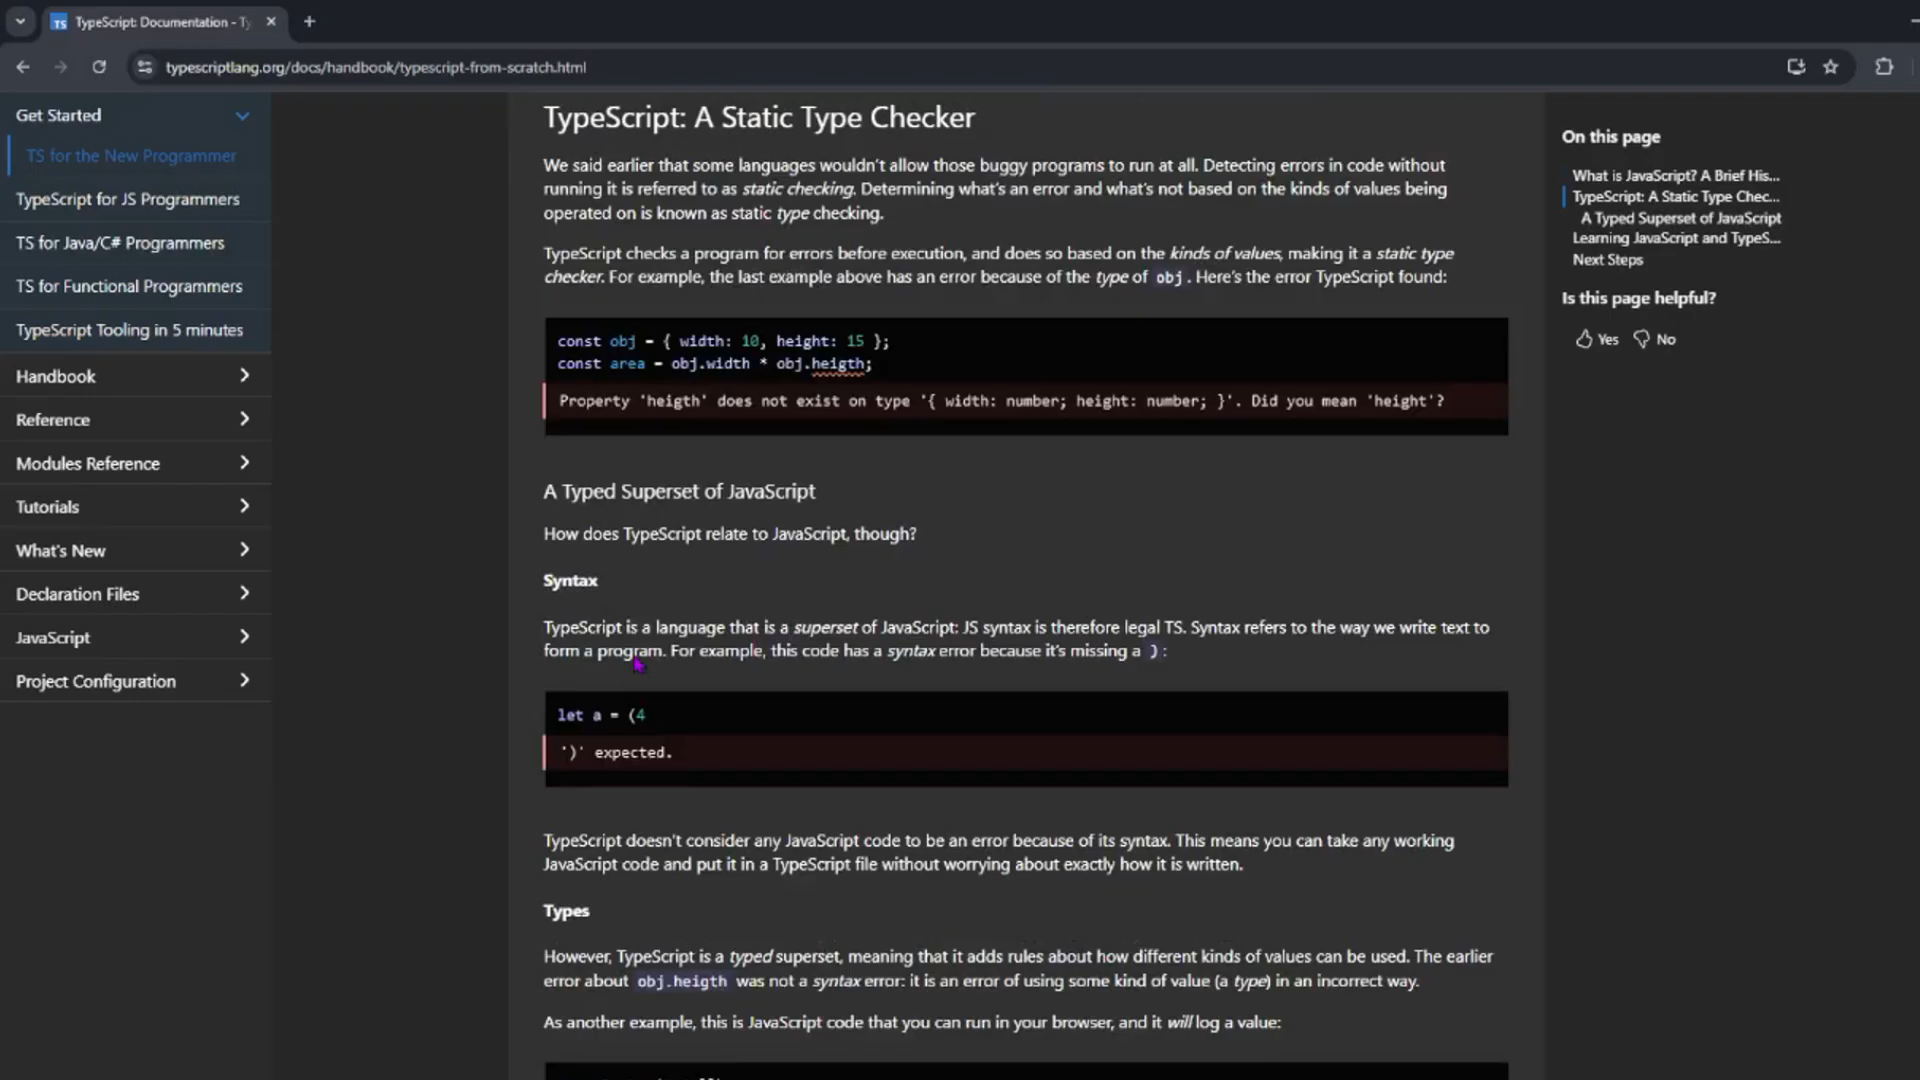 TS TypeScript: Documentation - Ty
typescriptlang.org/docs/handbook/typescript-from-scratch.html
Get Started
TS for the New Programmer
TypeScript for JS Programmers
TS for Java/C# Programmers
TS for Functional Programmers
TypeScript Tooling in 5 minutes
Handbook
Reference
Modules Reference
Tutorials
What's New
Declaration Files
JavaScript
Project Configuration
TypeScript: A Static Type Checker
We said earlier that some languages wouldn't allow those buggy programs to run at all. Detecting errors in code without
running it is referred to as static checking. Determining what's an error and what's not based on the kinds of values being
operated on is known as static type checking.
TypeScript checks a program for errors before execution, and does so based on the kinds of values, making it a static type
checker. For example, the last example above has an error because of the type of obj. Here's the error TypeScript found:
const obj = { width: 10, height: 15 };
const area = obj.width * obj.heigth;
Property 'heigth' does not exist on type '{ width: number; height: number; }'. Did you mean 'height'?
A Typed Superset of JavaScript
How does TypeScript relate to JavaScript, though?
Syntax
TypeScript is a language that is a superset of JavaScript: JS syntax is therefore legal TS. Syntax refers to the way we write text to
form a program. For example, this code has a syntax error because it's missing a ):
let a = (4
')' expected.
TypeScript doesn't consider any JavaScript code to be an error because of its syntax. This means you can take any working
JavaScript code and put it in a TypeScript file without worrying about exactly how it is written.
Types
However, TypeScript is a typed superset, meaning that it adds rules about how different kinds of values can be used. The earlier
error about obj.heigth was not a syntax error: it is an error of using some kind of value (a type) in an incorrect way.
As another example, this is JavaScript code that you can run in your browser, and it will log a value:
On this page
What is JavaScript? A Brief His...
TypeScript: A Static Type Chec...
A Typed Superset of JavaScript
Learning JavaScript and TypeS...
Next Steps
Is this page helpful?
Yes No